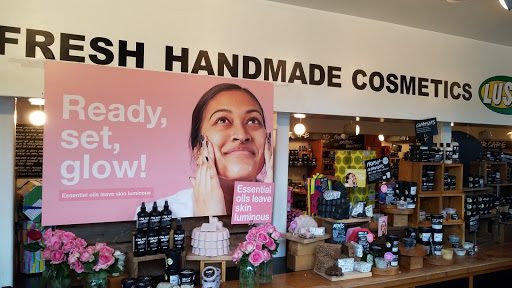 FRESH HANDMADE COSMETICS
LUS
Ready,
set,
glow!
Essential oils leave skin luminous
Essential
oils leave
skin
luminous